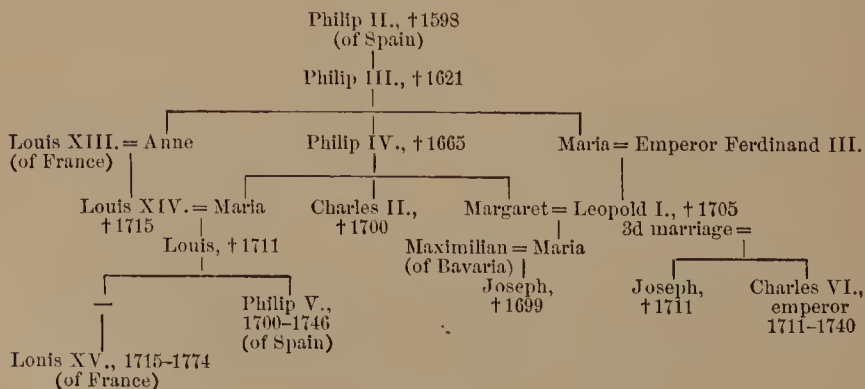 Philip II., †1598
(of Spain)
Philip III., †1621
Louis XIII. = Anne
(of France)
Philip IV., †1665
Maria = Emperor Ferdinand III.
Louis XIV. = Maria
†1715
Charles II.,
†1700
Margaret = Leopold I., †1705
3d marriage =
Louis, †1711
Maximilian = Maria
(of Bavaria)
Joseph,
†1699
Joseph,
†1711
Charles VI.,
emperor
1711–1740
—
Philip V.,
1700–1746
(of Spain)
Louis XV., 1715–1774
(of France)